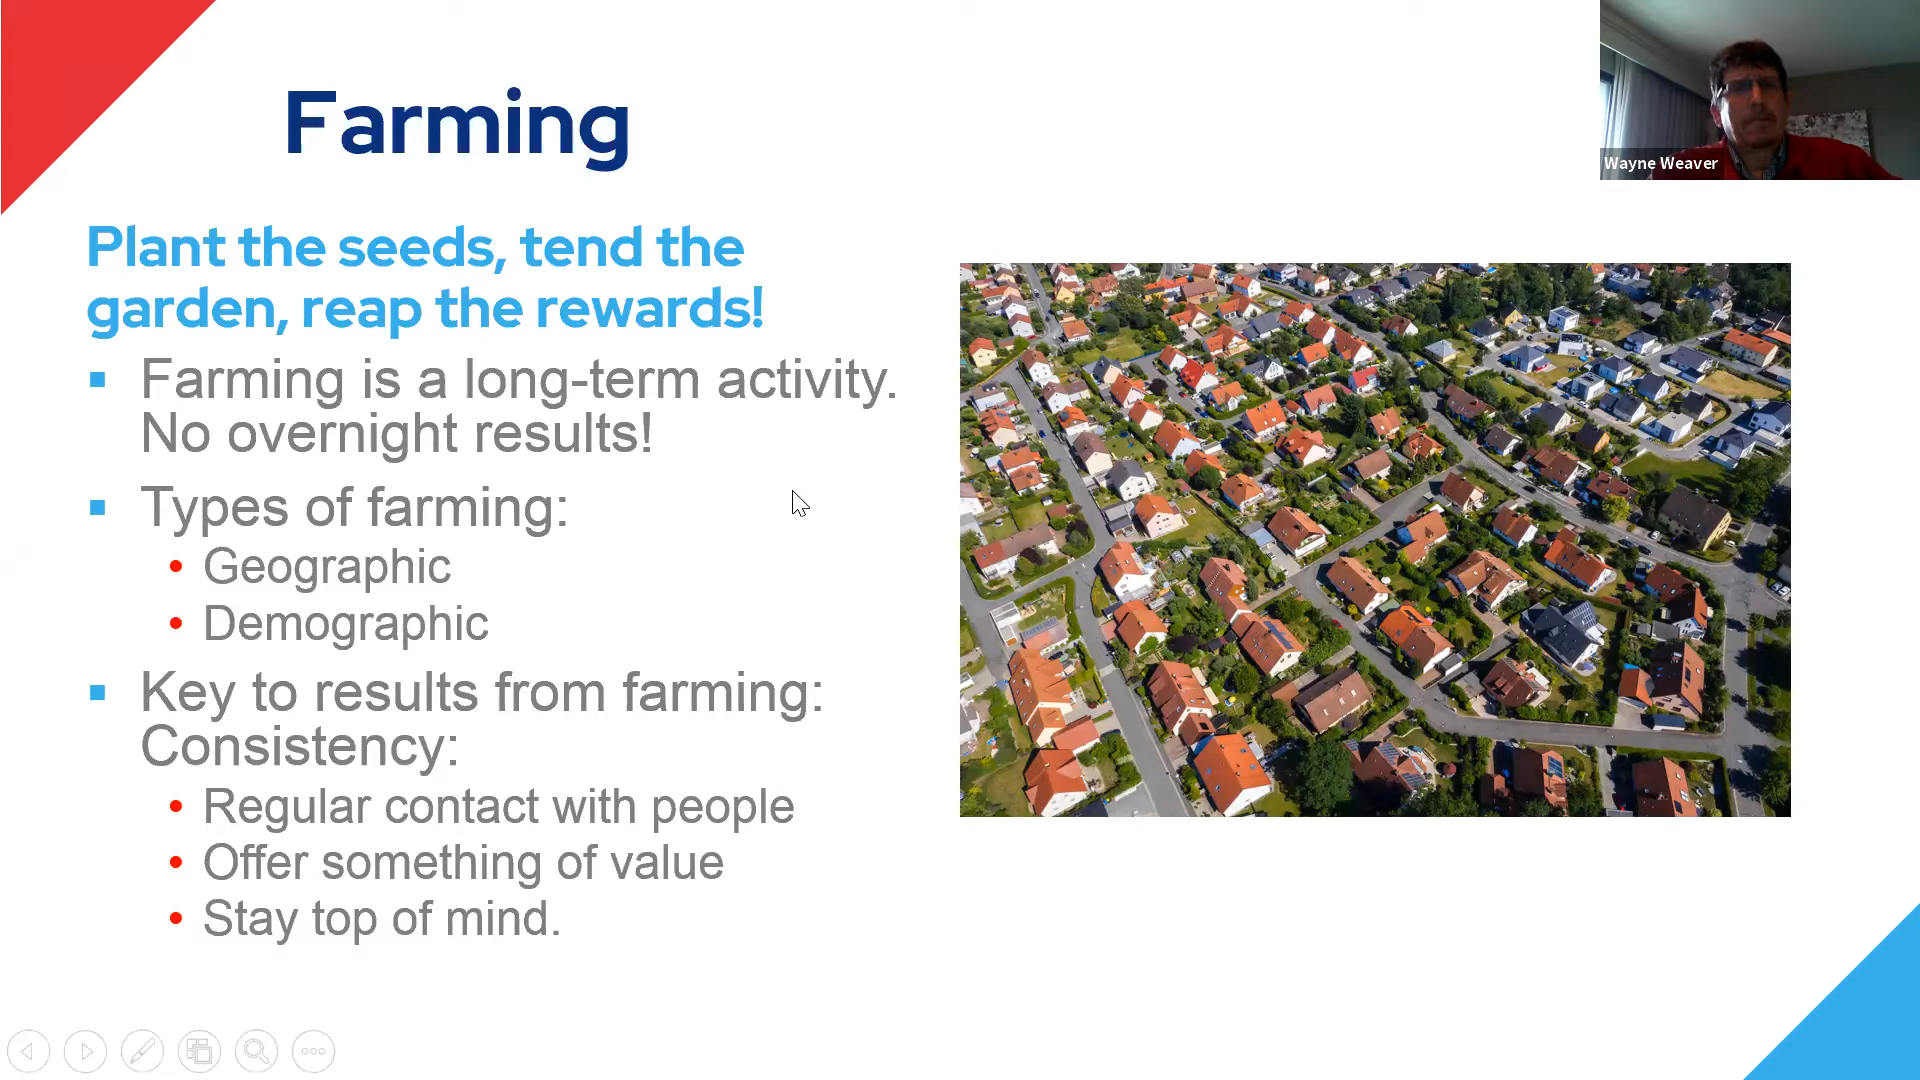 Farming
Wayne Weaver
Plant the seeds, tend the
garden, reap the rewards!
Farming is a long-term activity.
No overnight results!
Types of farming:
Geographic
Demographic
Key to results from farming:
Consistency:
Regular contact with people
Offer something of value
Stay top of mind.